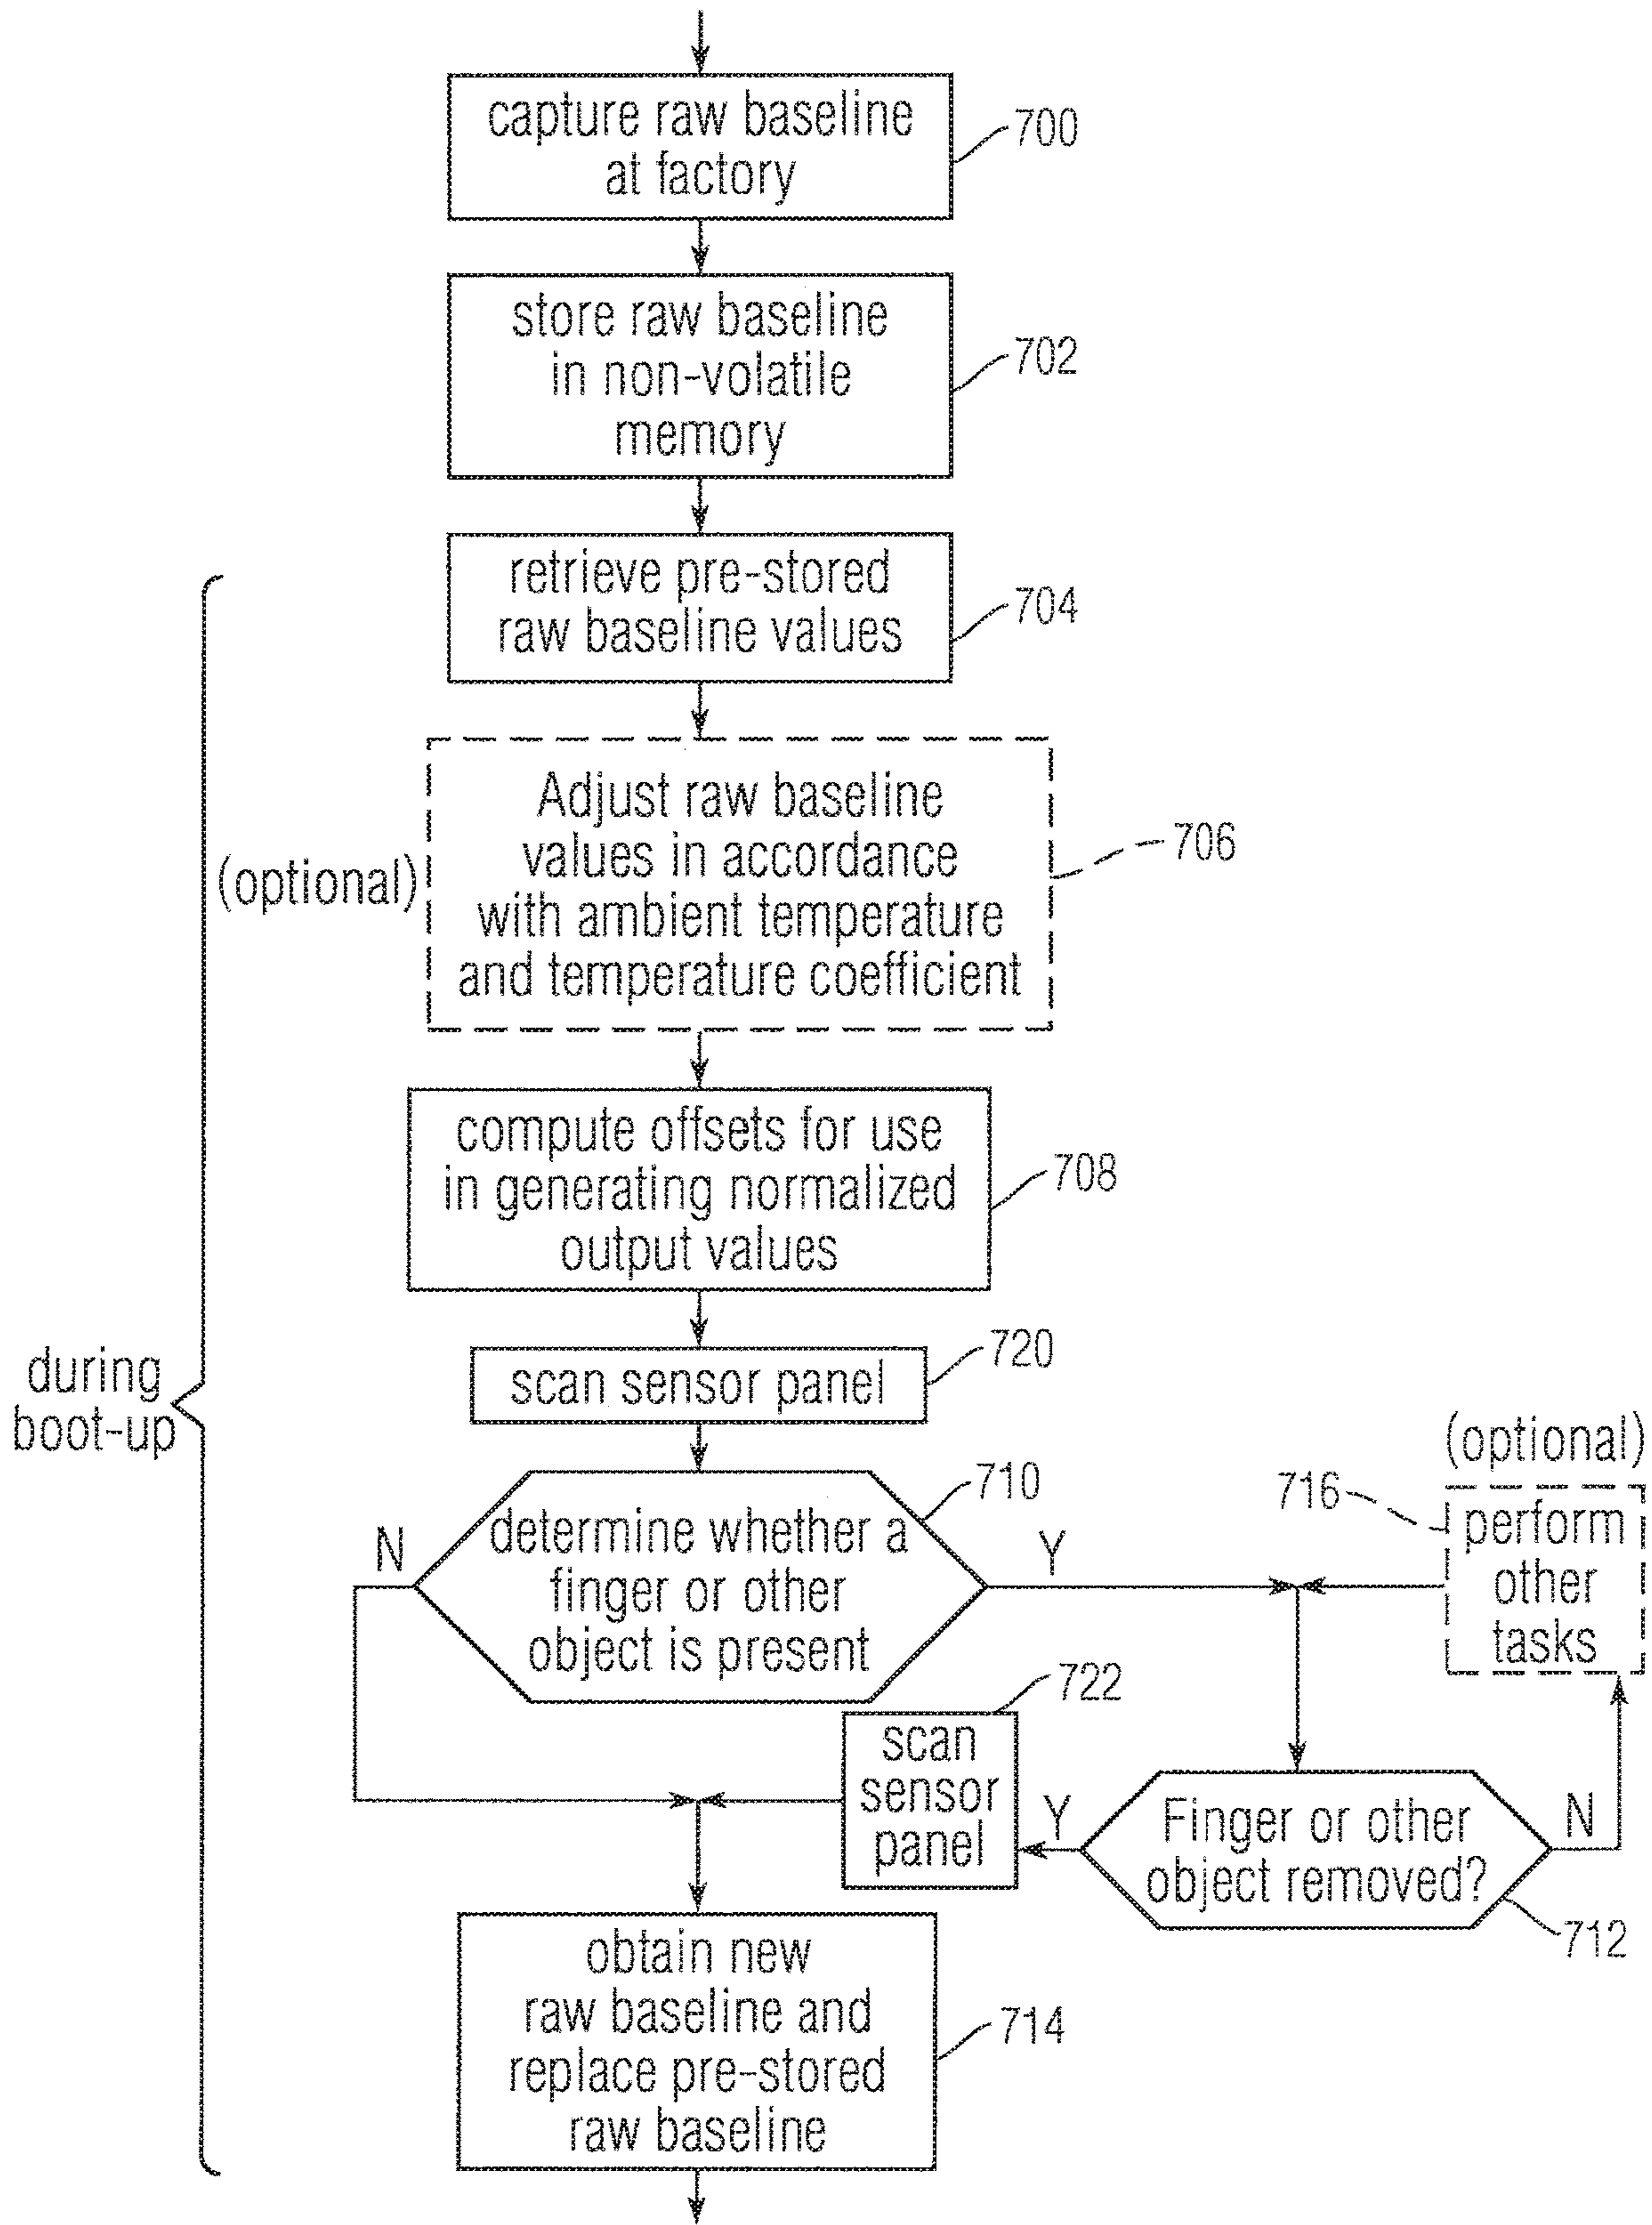 capture raw baseline
at factory
700
store raw baseline
in non-volatile
memory
702
retrieve pre-stored
raw baseline values
704
(optional)
Adjust raw baseline
values in accordance
with ambient temperature
and temperature coefficient
706
compute offsets for use
in generating normalized
output values
708
during
boot-up
scan sensor panel
720
determine whether a
finger or other
object is present
710
N
Y
(optional)
716
perform
other
tasks
722
scan
sensor
panel
Y
Finger or other
object removed?
N
712
obtain new
raw baseline and
replace pre-stored
raw baseline
714